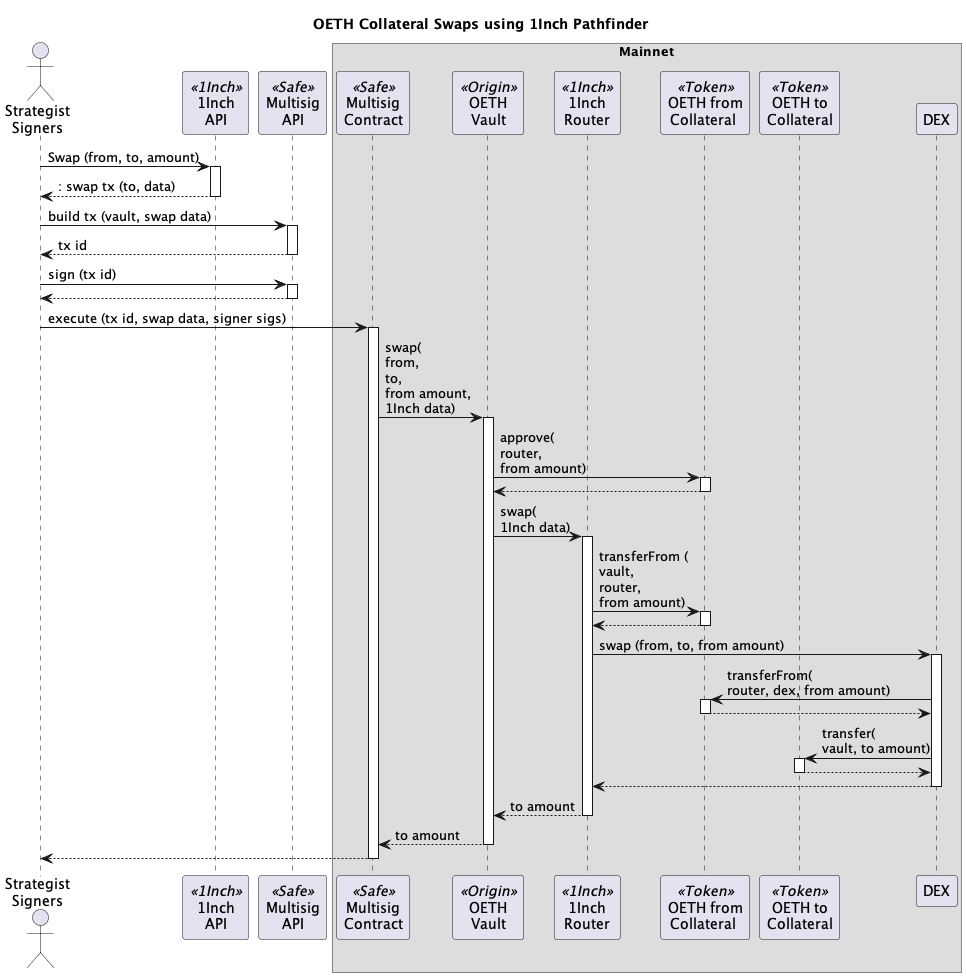 OETH Collateral Swaps using 1Inch Pathfinder
Mainnet
Strategist
Signers
«1Inch»
1Inch
API
«Safe»
Multisig
API
«Safe»
Multisig
Contract
«Origin»
OETH
Vault
«1Inch»
1Inch
Router
«Token»
OETH from
Collateral
«Token»
OETH to
Collateral
DEX
Swap (from, to, amount)
: swap tx (to, data)
build tx (vault, swap data)
tx id
sign (tx id)
execute (tx id, swap data, signer sigs)
swap(
from,
to,
from amount,
1Inch data)
approve(
router,
from amount)
swap(
1Inch data)
transferFrom (
vault,
router,
from amount)
swap (from, to, from amount)
transferFrom(
router, dex, from amount)
transfer(
vault, to amount)
to amount
to amount
Strategist
Signers
«1Inch»
1Inch
API
«Safe»
Multisig
API
«Safe»
Multisig
Contract
«Origin»
OETH
Vault
«1Inch»
1Inch
Router
«Token»
OETH from
Collateral
«Token»
OETH to
Collateral
DEX